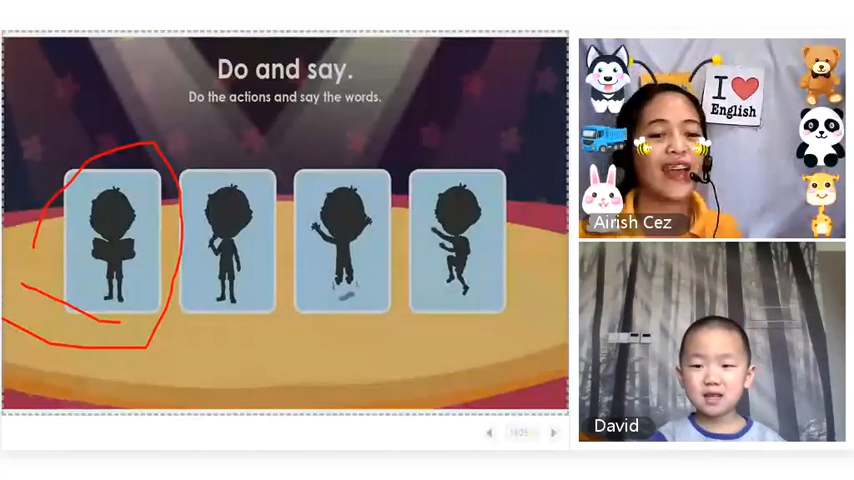 Do and say.
Do the actions and say the words.
I ❤ 
English
Airish Cez
David